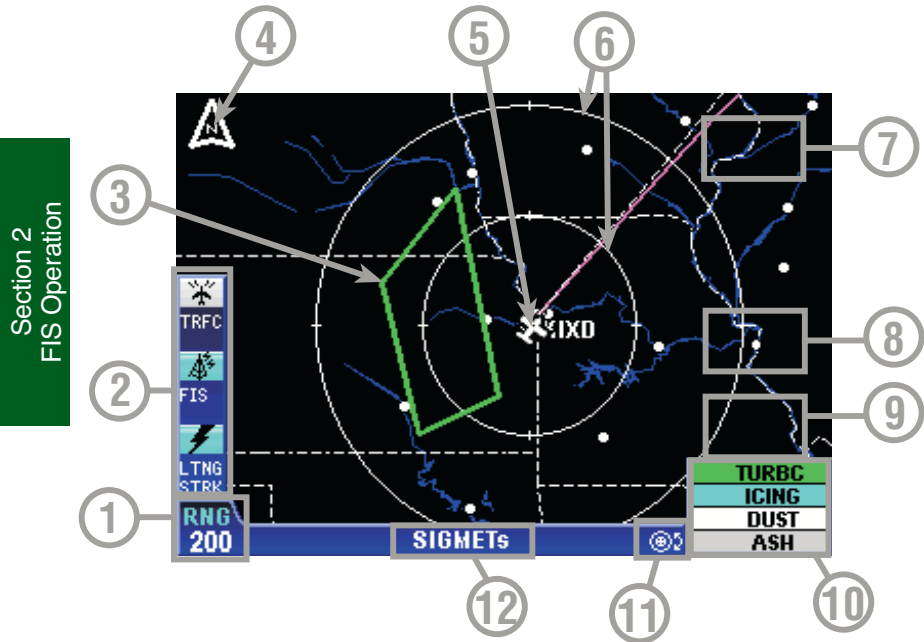 Section 2
FIS Operation
4
5
6
7
3
N
TRFC
FIS
LTNG
STRK
2
KIXD
8
9
TURBC
ICING
DUST
ASH
1
RNG
200
SIGMETs
12
11
10